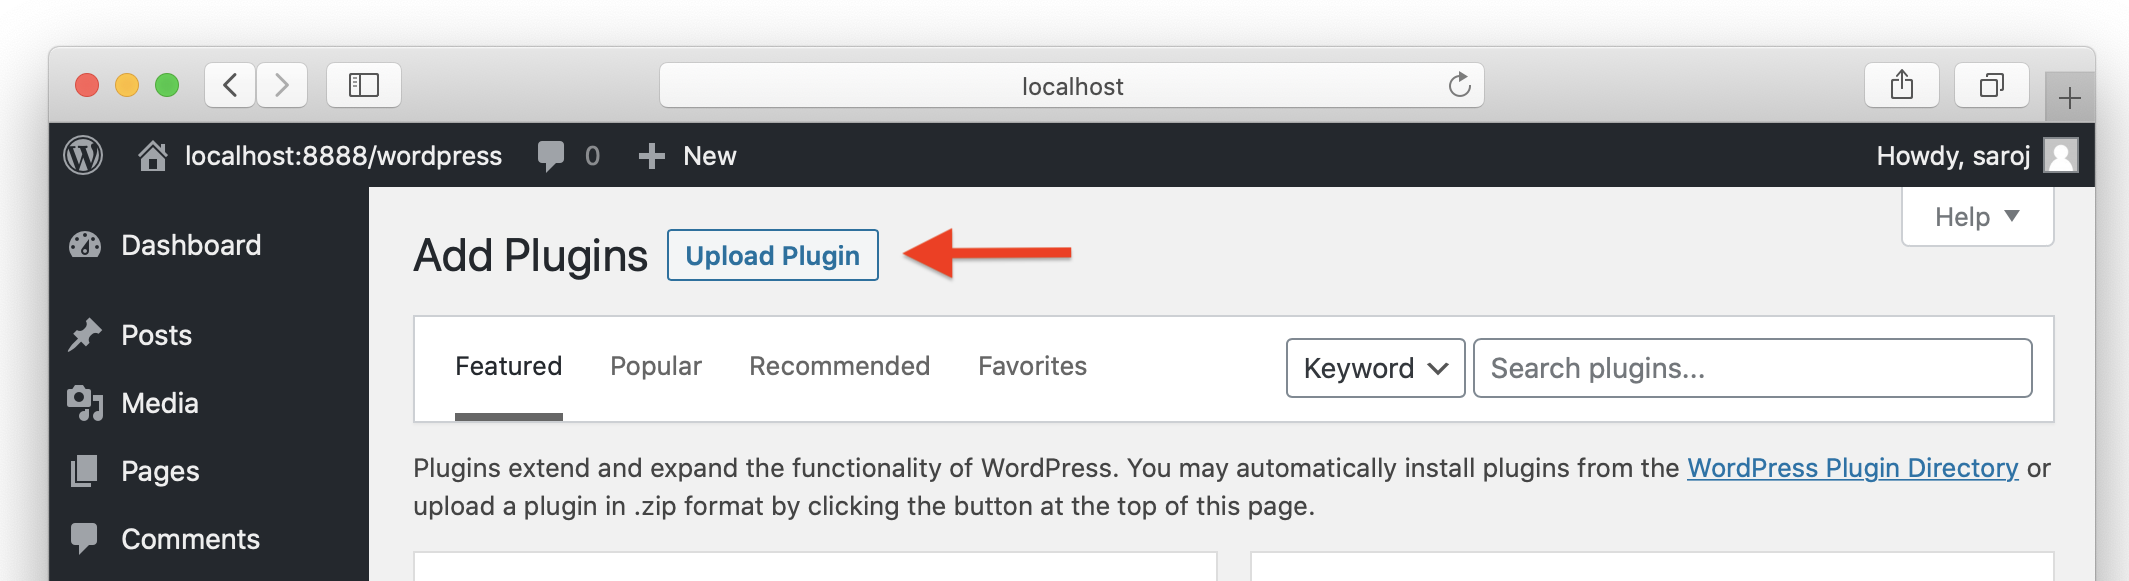 localhost
localhost:8888/wordpress 0 New Howdy, saroj
Help
Dashboard
Add Plugins Upload Plugin
Posts
Featured Popular Recommended Favorites Keyword Search plugins...
Media
Plugins extend and expand the functionality of WordPress. You may automatically install plugins from the WordPress Plugin Directory or
Pages
upload a plugin in .zip format by clicking the button at the top of this page.
Comments